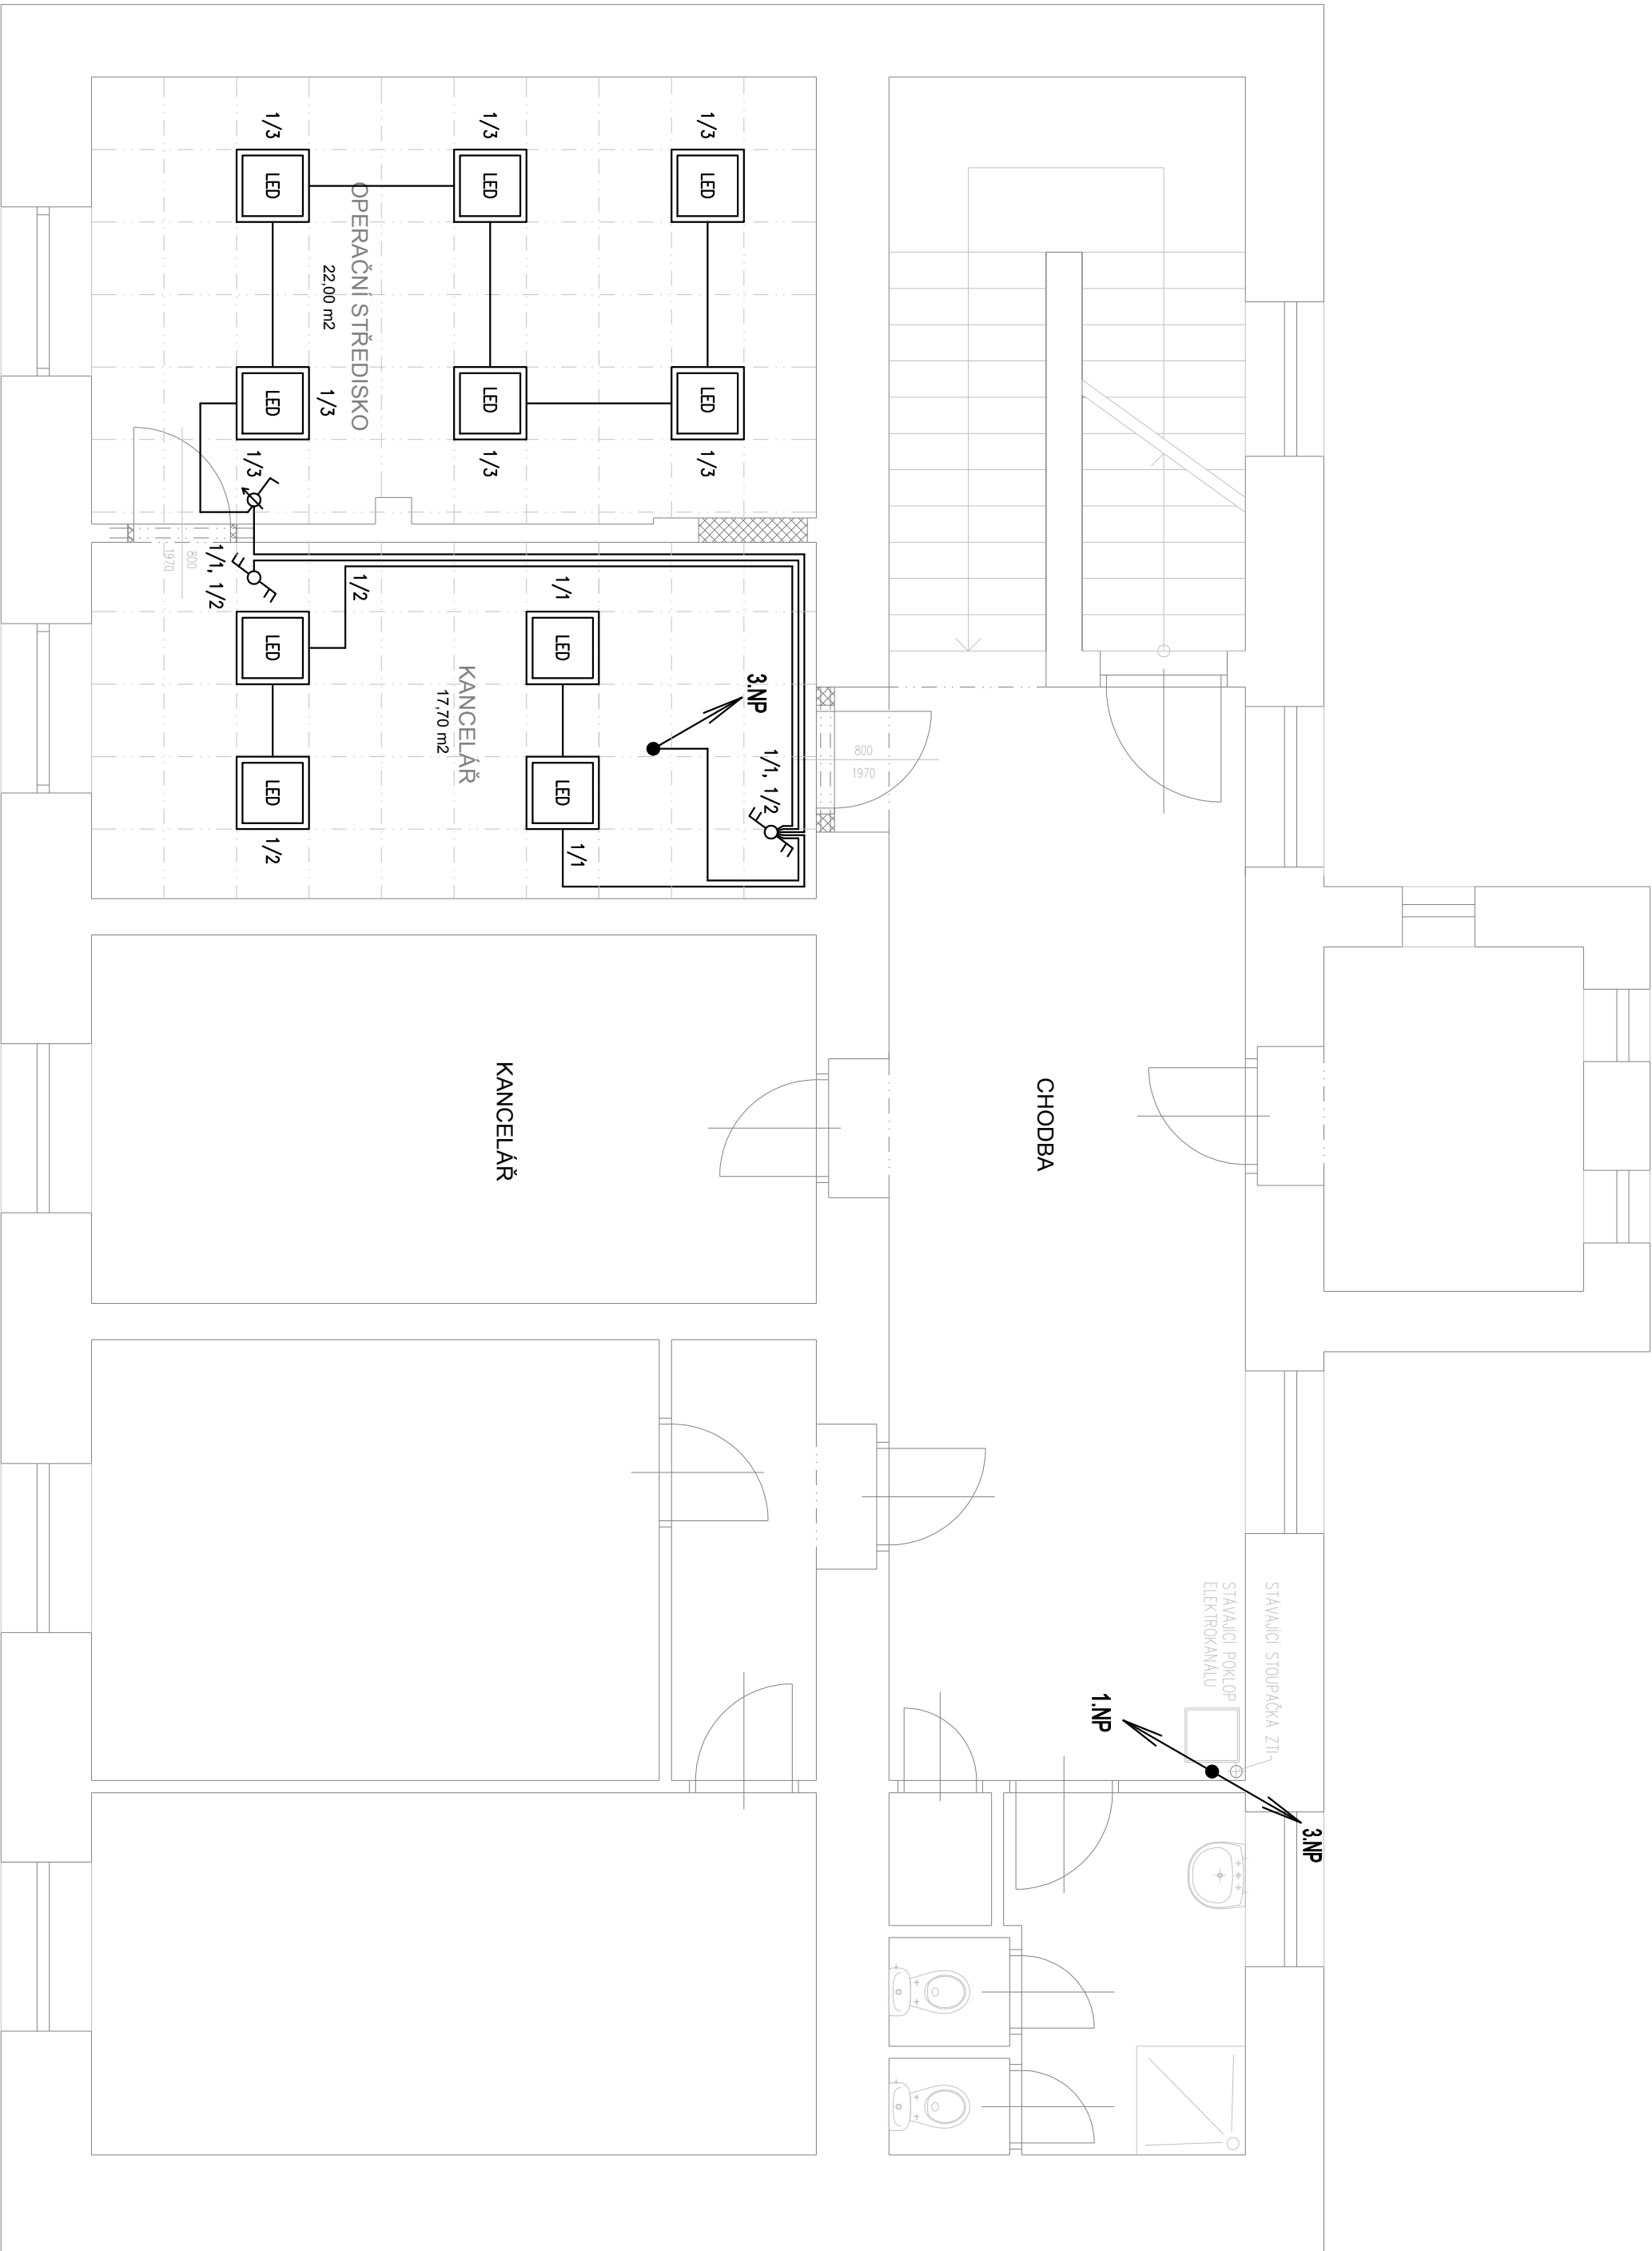 3.NP
STÁVAJÍCÍ STOUPAČKA ZTI
STÁVAJÍCÍ POKLOP
ELEKTROKANÁLU
1.NP
CHODBA
800
1970
1/1, 1/2
3.NP
1/3
LED
LED
1/3
1/1
LED
LED
1/1
KANCELÁŘ
1/3
LED
LED
1/3
KANCELÁŘ
17,70 m2
OPERAČNÍ STŘEDISKO
22,00 m2
1/2
1/3
1/3
LED
LED
LED
LED
1/2
1/3
1/1, 1/2
800
1970